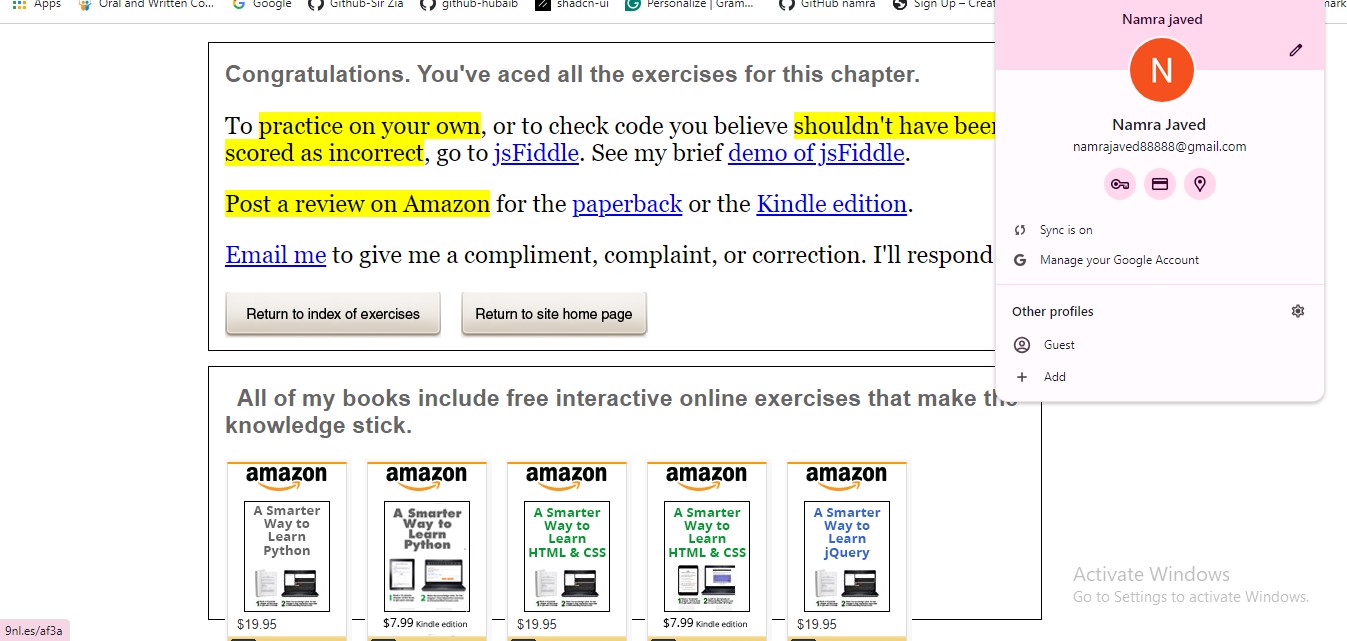 Apps Oral and Written Co... Google Github-Sir Zia github-hubaib shadcn-ui Personalize | Gram... GitHub namra Sign Up – Creat
Congratulations. You've aced all the exercises for this chapter.
To practice on your own, or to check code you believe shouldn't have been
scored as incorrect, go to jsFiddle. See my brief demo of jsFiddle.
Post a review on Amazon for the paperback or the Kindle edition.
Email me to give me a compliment, complaint, or correction. I'll respond
Return to index of exercises Return to site home page
Namra javed
N
Namra Javed
namrajaved88888@gmail.com
Sync is on
Manage your Google Account
Other profiles
Guest
Add
All of my books include free interactive online exercises that make the
knowledge stick.
amazon amazon amazon amazon amazon
A Smarter
Way to
Learn
Python
A Smarter
Way to
Learn
Python
A Smarter
Way to
Learn
HTML & CSS
A Smarter
Way to
Learn
HTML & CSS
A Smarter
Way to
Learn
jQuery
$19.95 $7.99 Kindle edition $19.95 $7.99 Kindle edition $19.95
Activate Windows
Go to Settings to activate Windows.
9nl.es/af3a